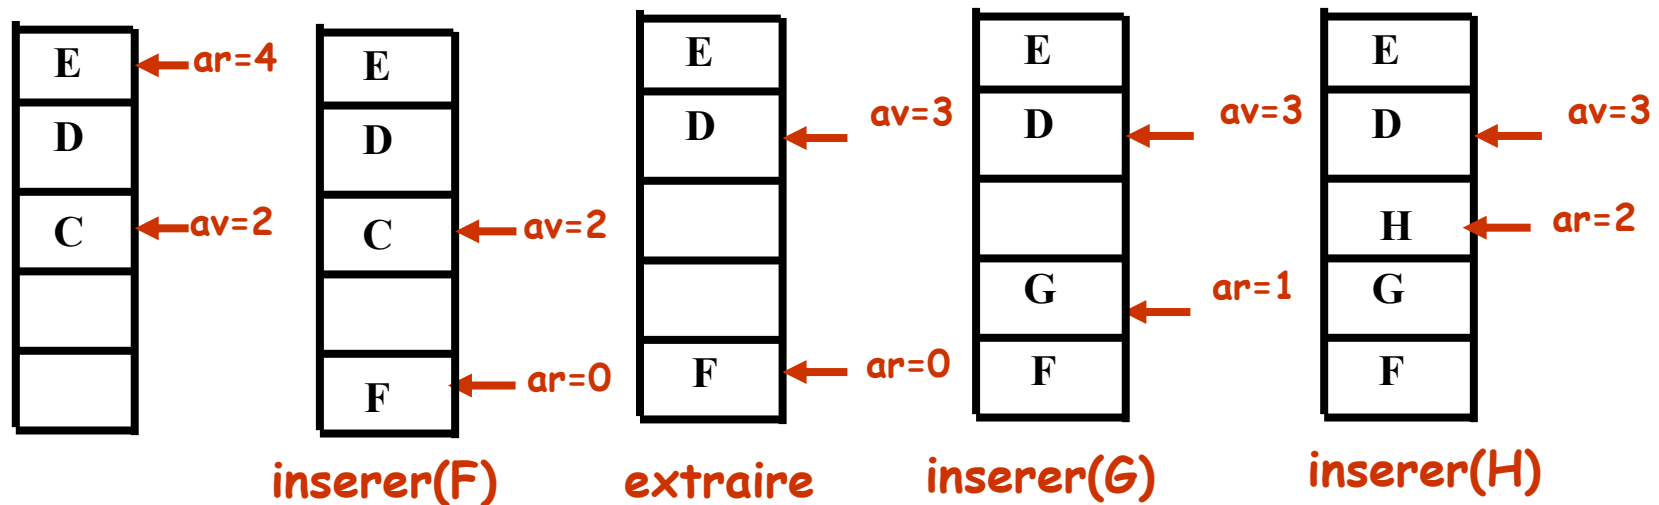 E
ar=4
D
C
av=2
E
D
C
av=2
F
ar=0
inserer(F)
E
D
av=3
F
ar=0
extraire
E
D
av=3
G
ar=1
F
inserer(G)
E
D
av=3
H
ar=2
G
F
inserer(H)